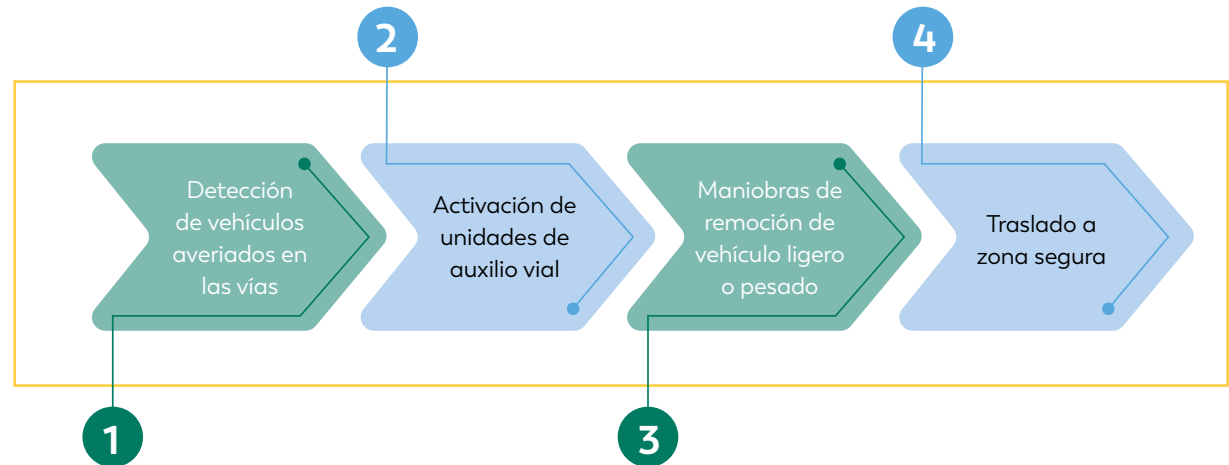 2
4
Detección
de vehículos
averiados en
las vías
Activación de
unidades de
auxilio vial
Maniobras de
remoción de
vehículo ligero
o pesado
Traslado a
zona segura
1
3